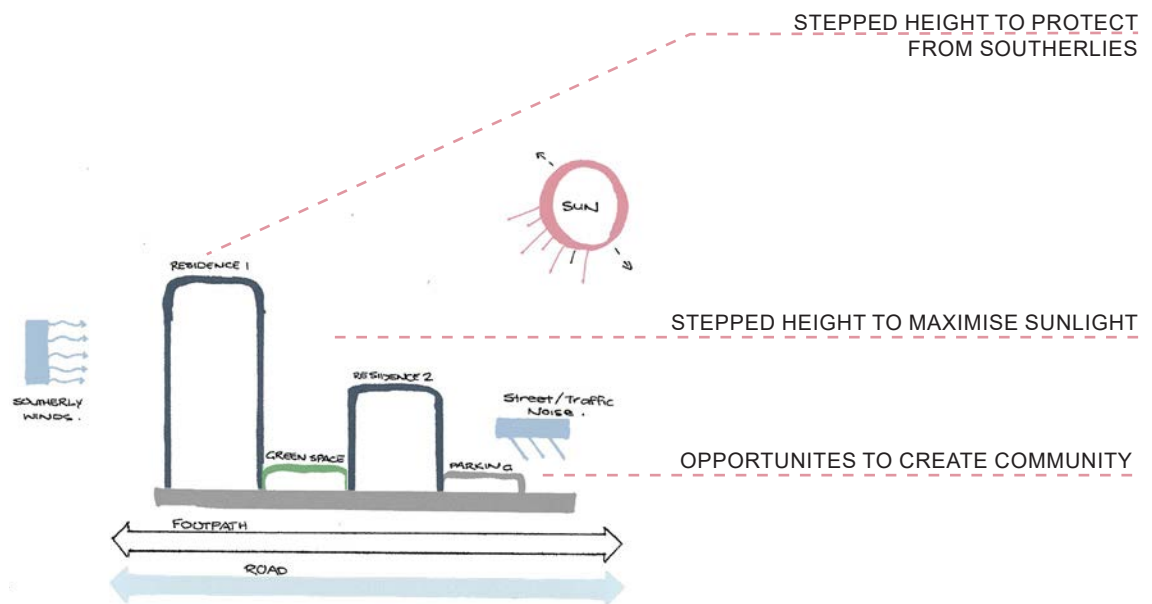 STEPPED HEIGHT TO PROTECT
FROM SOUTHERLIES
SUN
RESIDENCE 1
STEPPED HEIGHT TO MAXIMISE SUNLIGHT
RESIDENCE 2
SOUTHERLY
WINDS.
Street/Traffic
Noise.
GREEN SPACE
PARKING
OPPORTUNITES TO CREATE COMMUNITY
FOOTPATH
ROAD